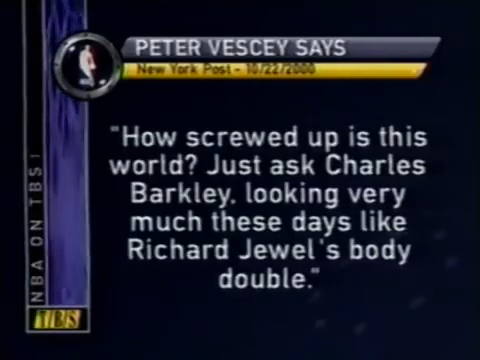 PETER VESCEY SAYS
New York Post - 10/22/2000
"How screwed up is this
world? Just ask Charles
Barkley, looking very
much these days like
Richard Jewel's body
double."
NBA ON TBS!
TBS